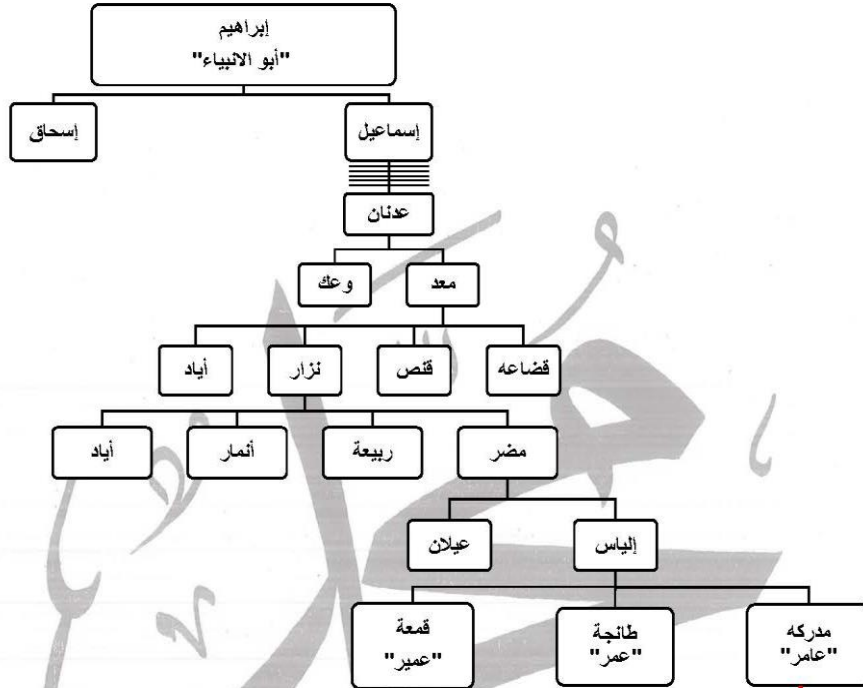 إبراهيم
"أبو الانبياء"
إسماعيل
إسحاق
عدنان
معد
وعك
قضاعه
قنص
نزار
أياد
مضر
ربيعة
أنمار
أياد
إلياس
عيلان
مدركه
"عامر"
طانجة
"عمر"
قمعة
"عمير"
محمد